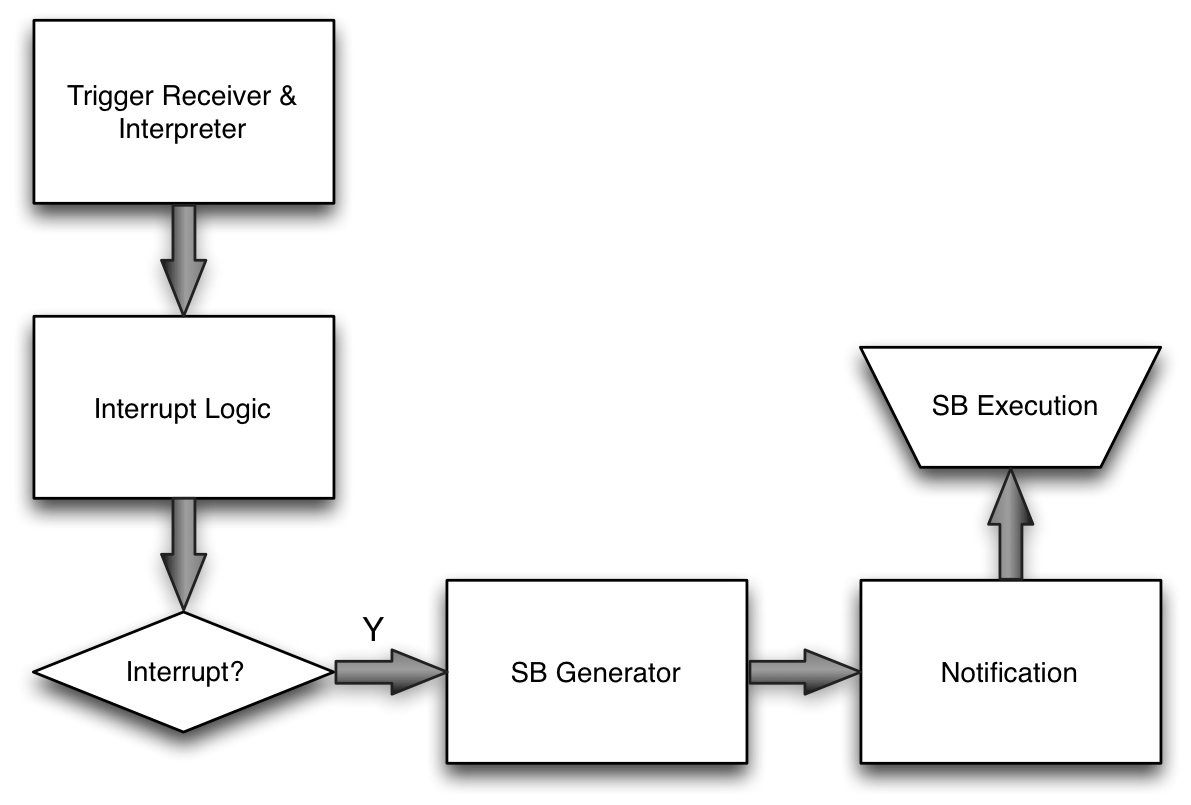 Trigger Receiver &
Interpreter
Interrupt Logic
Interrupt?
Y
SB Generator
Notification
SB Execution